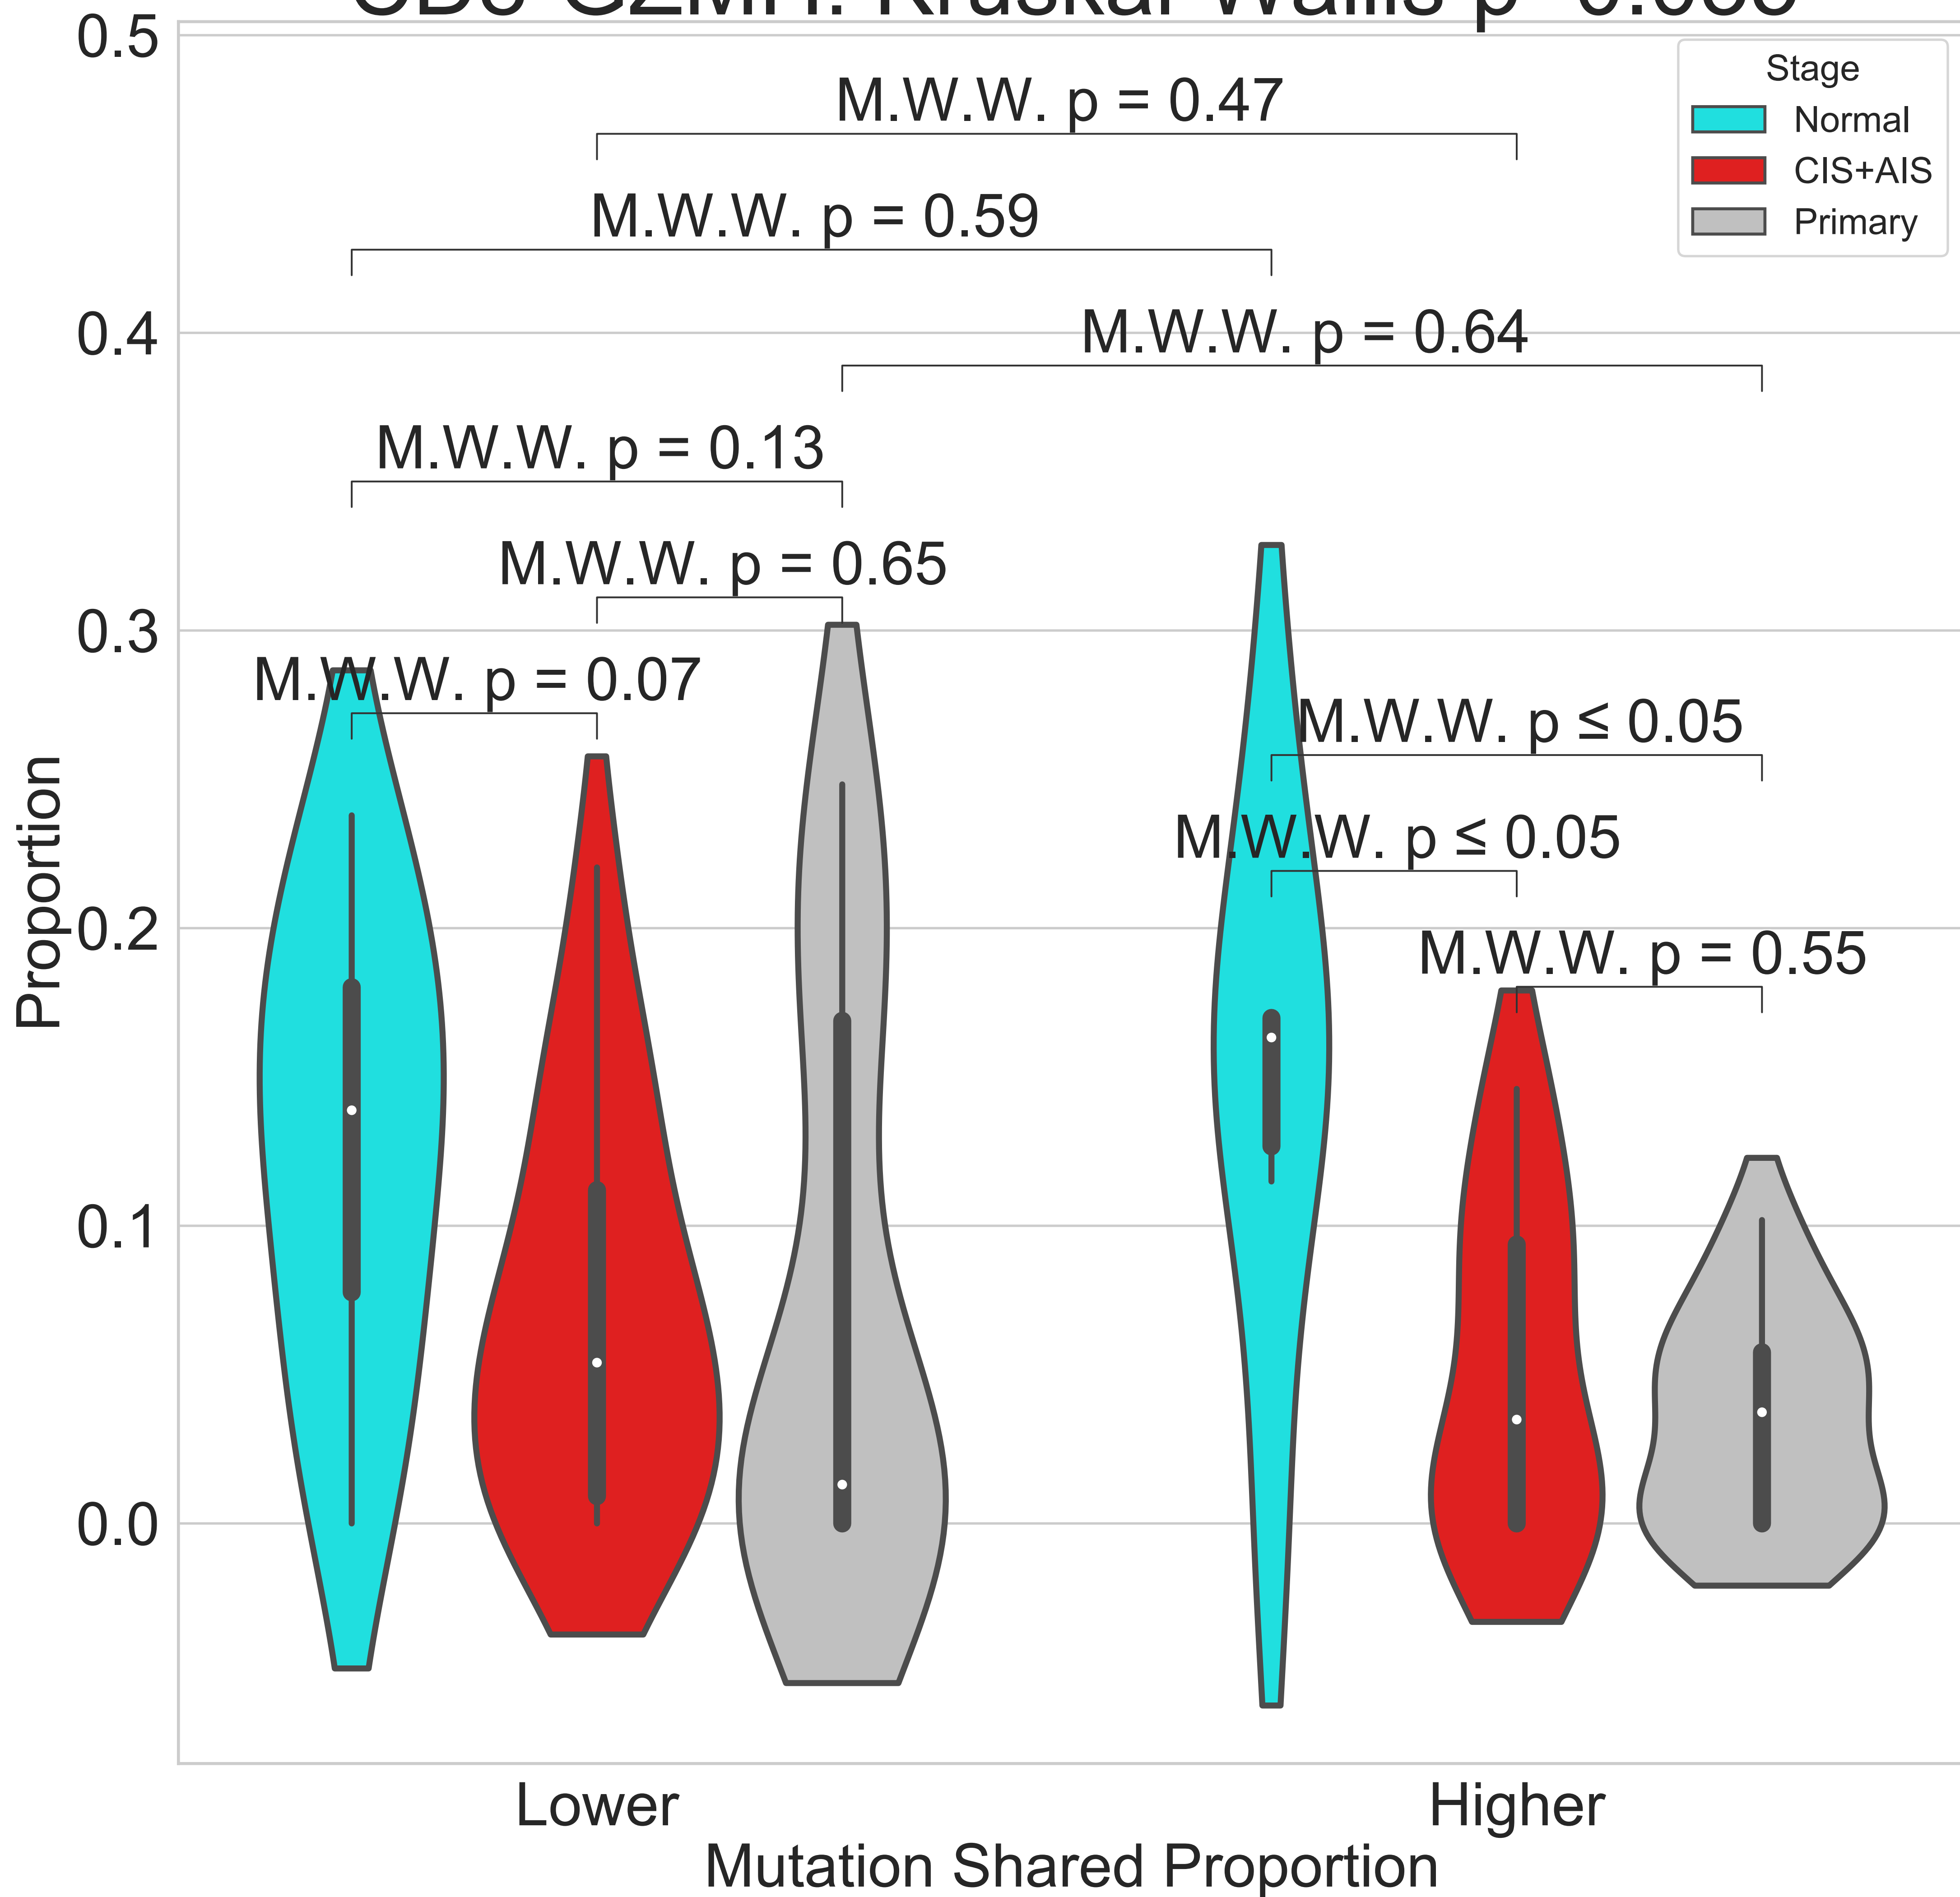 p
0.5
Stage
Normal
CIS+AIS
Primary
M.W.W. p = 0.47
M.W.W. p = 0.59
0.4
M.W.W. p = 0.64
M.W.W. p = 0.13
M.W.W. p = 0.65
0.3
M.W.W. p = 0.07
M.W.W. p ≤ 0.05
M.W.W. p ≤ 0.05
Proportion
0.2
M.W.W. p = 0.55
0.1
0.0
Lower
Higher
Mutation Shared Proportion